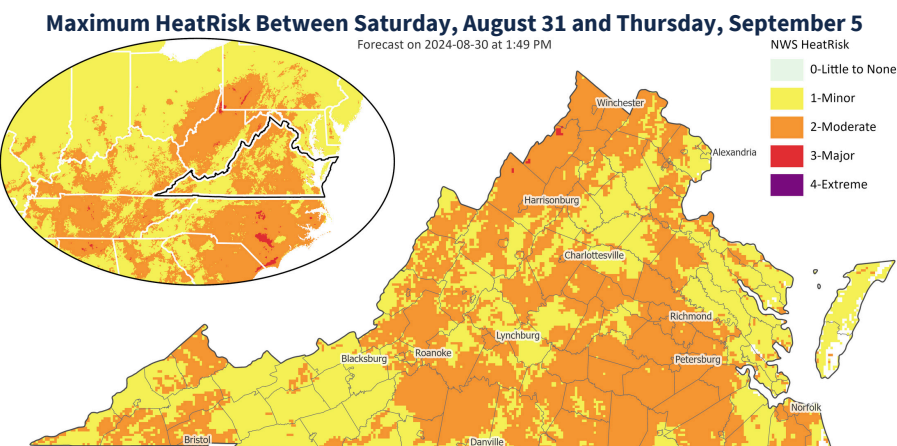 Maximum HeatRisk Between Saturday, August 31 and Thursday, September 5
Forecast on 2024-08-30 at 1:49 PM
NWS HeatRisk
0-Little to None
1-Minor
2-Moderate
3-Major
4-Extreme
Winchester
Alexandria
Harrisonburg
Charlottesville
Richmond
Lynchburg
Roanoke
Blacksburg
Petersburg
Norfolk
Bristol
Danville